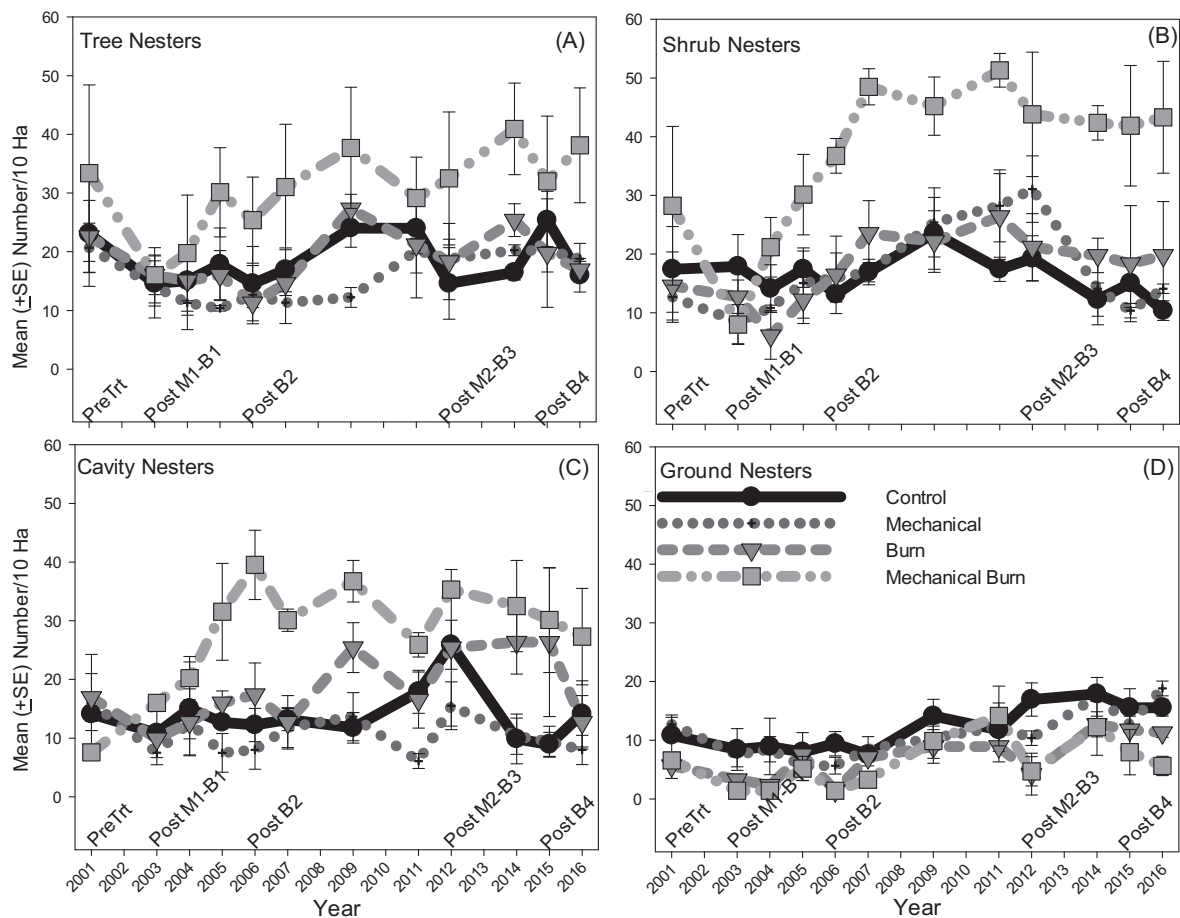 Mean (±SE) Number/10 Ha
60
50
40
30
20
10
0
Tree Nesters
(A)
PreTrt
Post M1-B1
Post B2
Post M2-B3
Post B4
60
50
40
30
20
10
0
Shrub Nesters
(B)
PreTrt
Post M1-B1
Post B2
Post M2-B3
Post B4
Mean (±SE) Number/10 Ha
60
50
40
30
20
10
0
Cavity Nesters
(C)
PreTrt
Post M1-B1
Post B2
Post M2-B3
Post B4
2001
2002
2003
2004
2005
2006
2007
2008
2009
2010
2011
2012
2013
2014
2015
2016
Year
60
50
40
30
20
10
0
Ground Nesters
(D)
Control
Mechanical
Burn
Mechanical Burn
PreTrt
Post M1-B1
Post B2
Post M2-B3
Post B4
2001
2002
2003
2004
2005
2006
2007
2008
2009
2010
2011
2012
2013
2014
2015
2016
Year